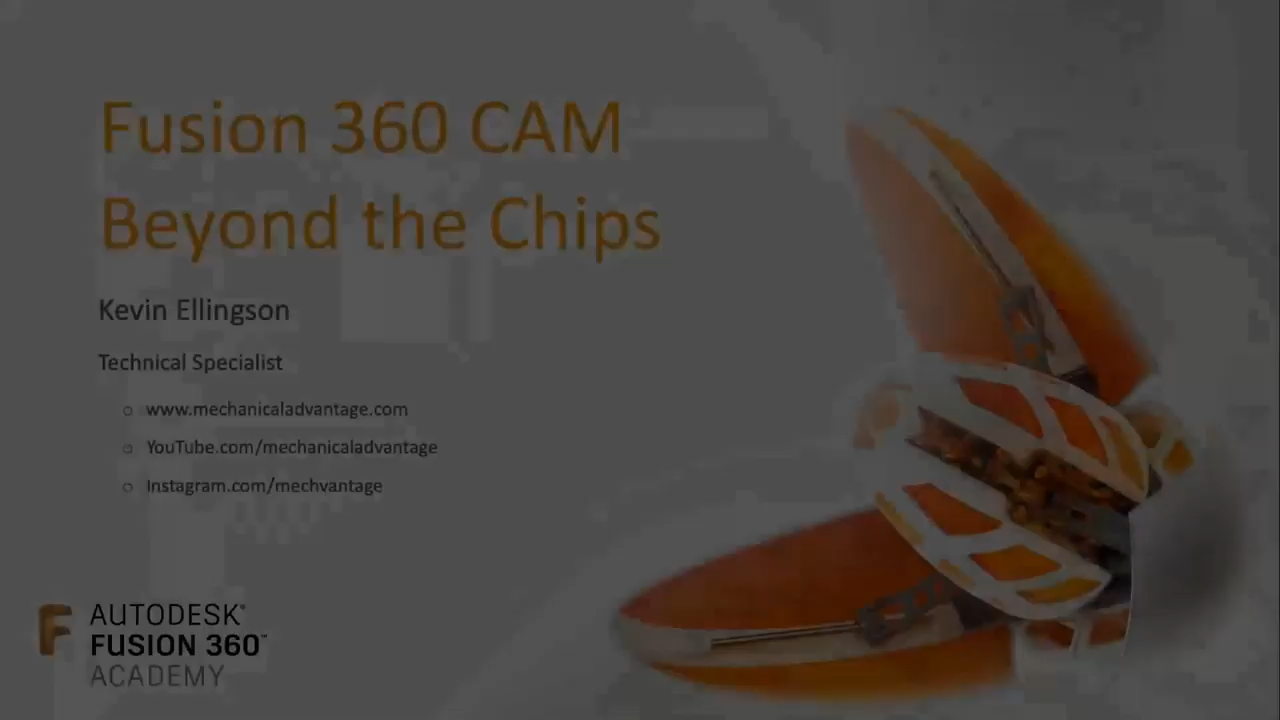 Fusion 360 CAM
Beyond the Chips
Kevin Ellingson
Technical Specialist
www.mechanicaladvantage.com
YouTube.com/mechanicaladvantage
Instagram.com/mechvantage
AUTODESK®
FUSION 360™
ACADEMY